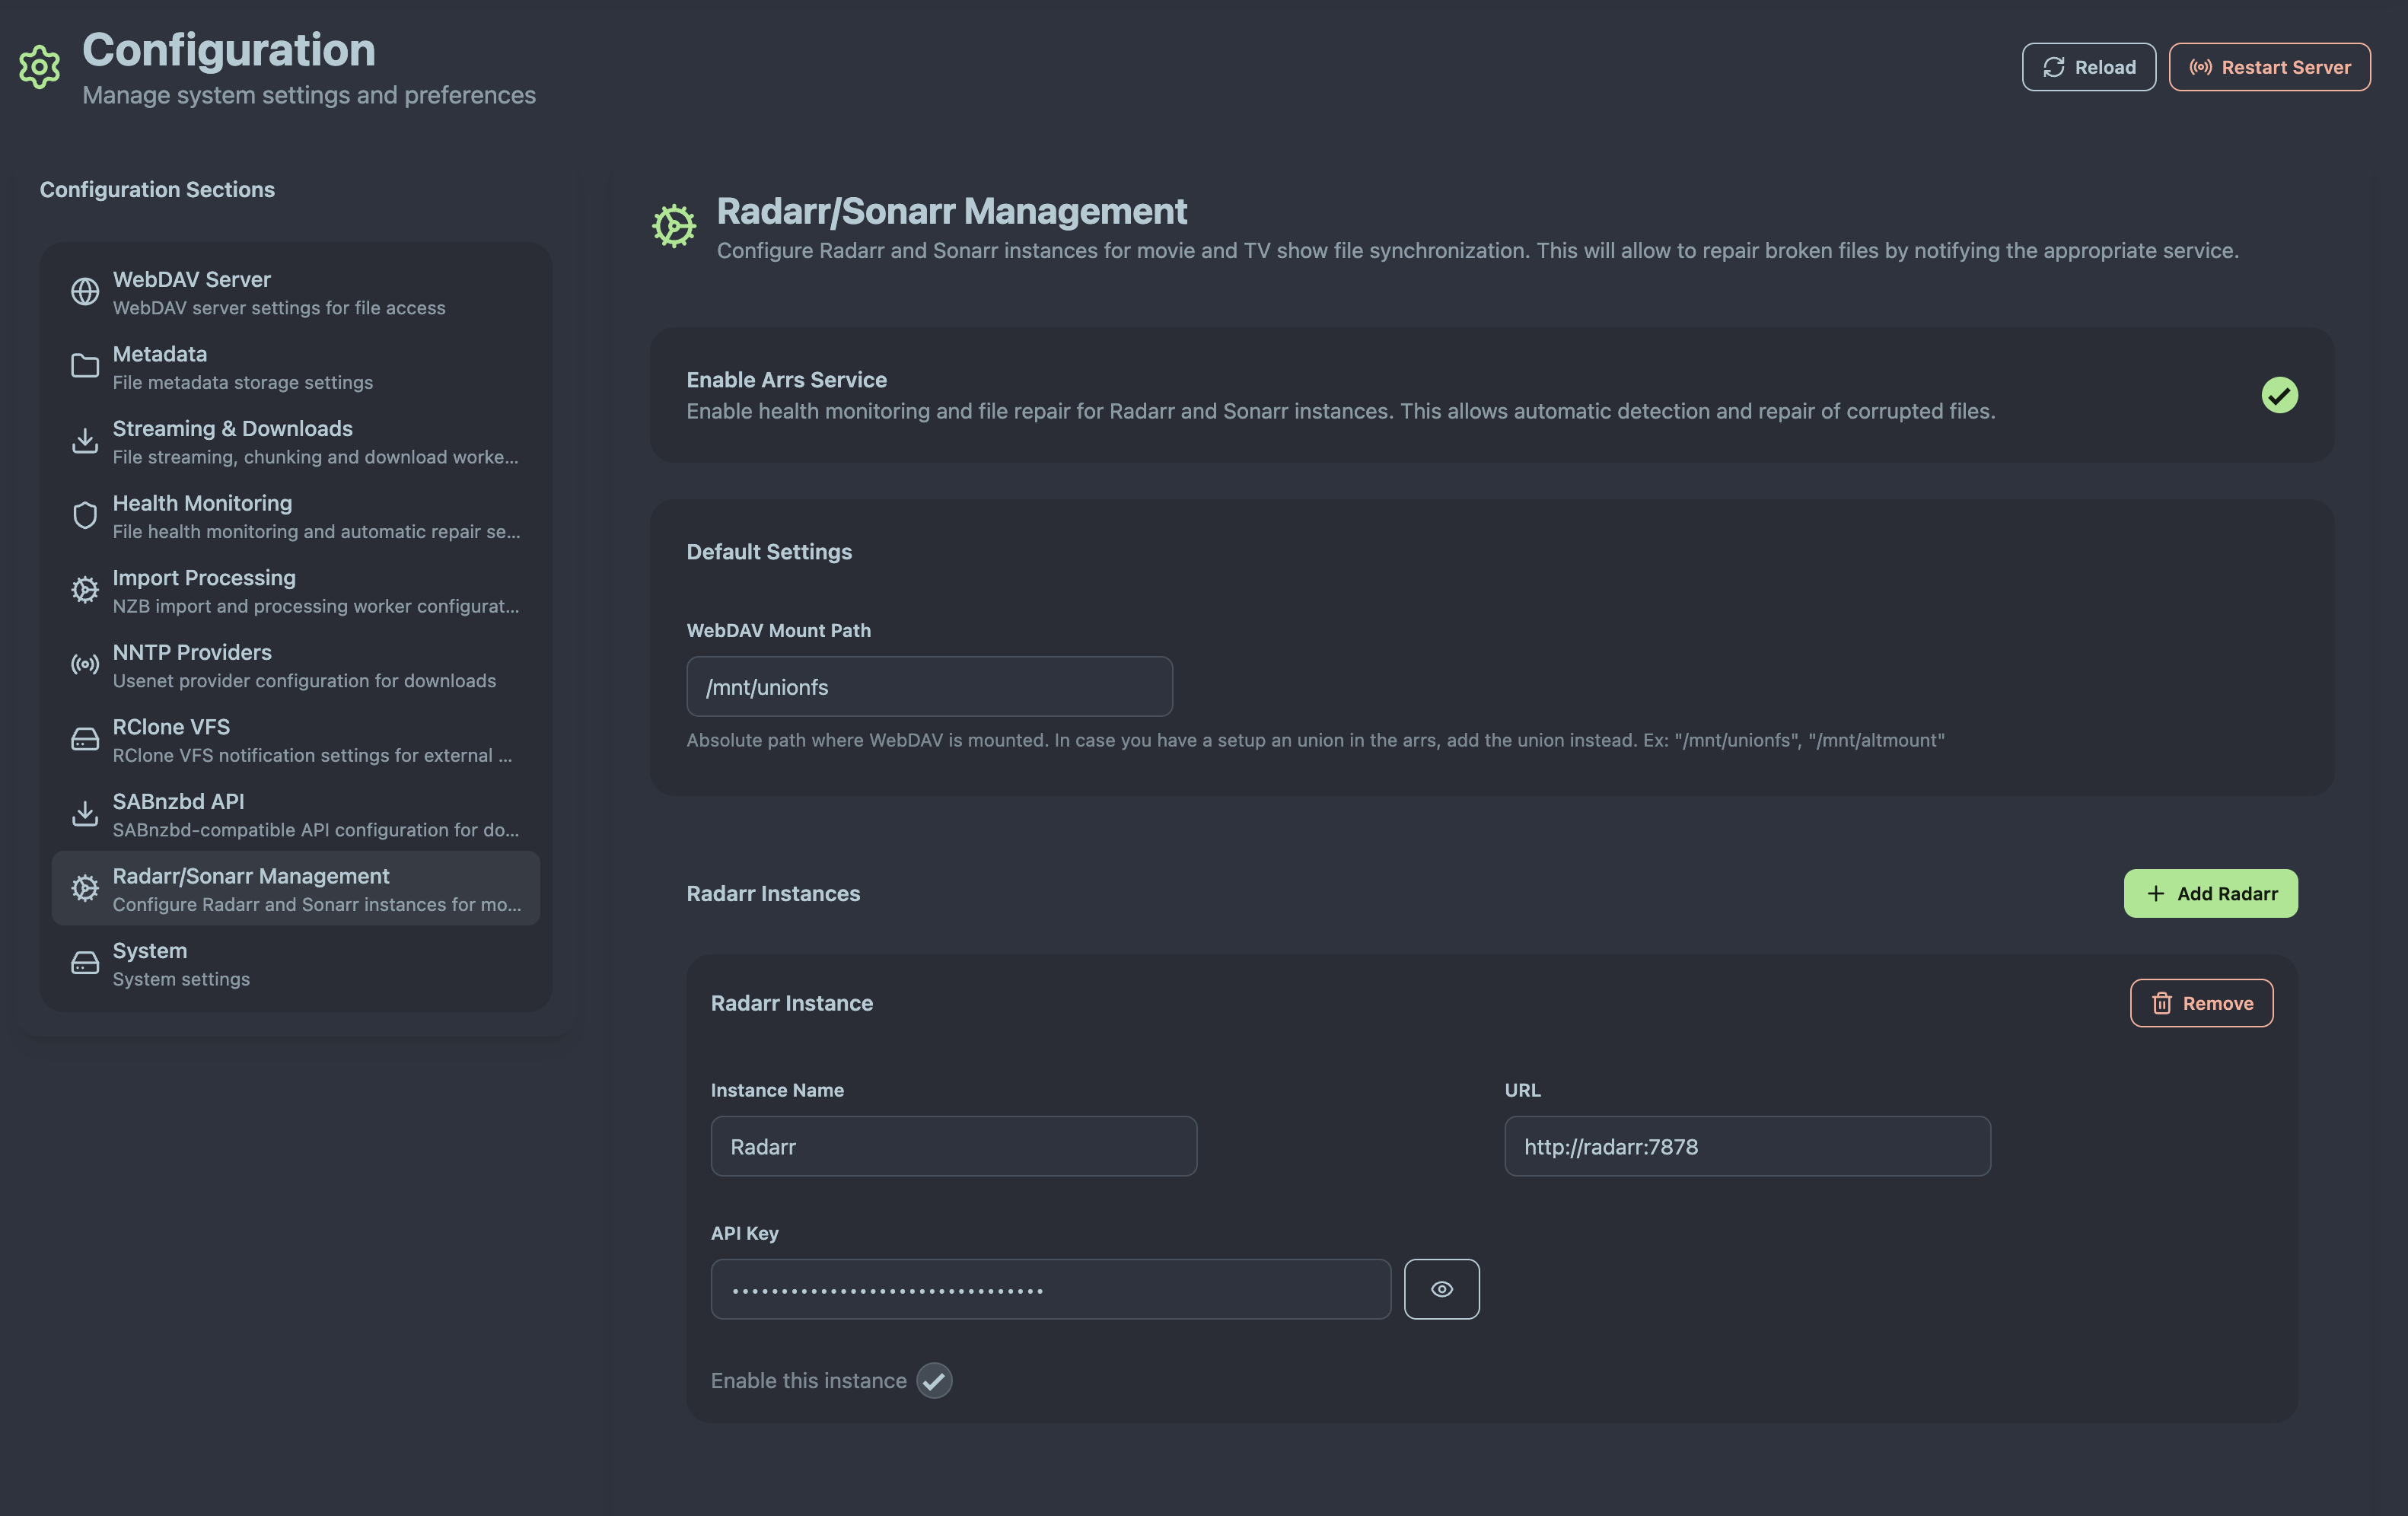 Configuration
Manage system settings and preferences
Reload
Restart Server
Configuration Sections
WebDAV Server
WebDAV server settings for file access
Metadata
File metadata storage settings
Streaming & Downloads
File streaming, chunking and download worke...
Health Monitoring
File health monitoring and automatic repair se...
Import Processing
NZB import and processing worker configurat...
NNTP Providers
Usenet provider configuration for downloads
RClone VFS
RClone VFS notification settings for external ...
SABnzbd API
SABnzbd-compatible API configuration for do...
Radarr/Sonarr Management
Configure Radarr and Sonarr instances for mo...
System
System settings
Radarr/Sonarr Management
Configure Radarr and Sonarr instances for movie and TV show file synchronization. This will allow to repair broken files by notifying the appropriate service.
Enable Arrs Service
Enable health monitoring and file repair for Radarr and Sonarr instances. This allows automatic detection and repair of corrupted files.
Default Settings
WebDAV Mount Path
/mnt/unionfs
Absolute path where WebDAV is mounted. In case you have a setup an union in the arrs, add the union instead. Ex: "/mnt/unionfs", "/mnt/altmount"
Radarr Instances
Add Radarr
Radarr Instance
Remove
Instance Name
URL
Radarr
http://radarr:7878
API Key
••••••••••••••••••••••••••••••••
Enable this instance